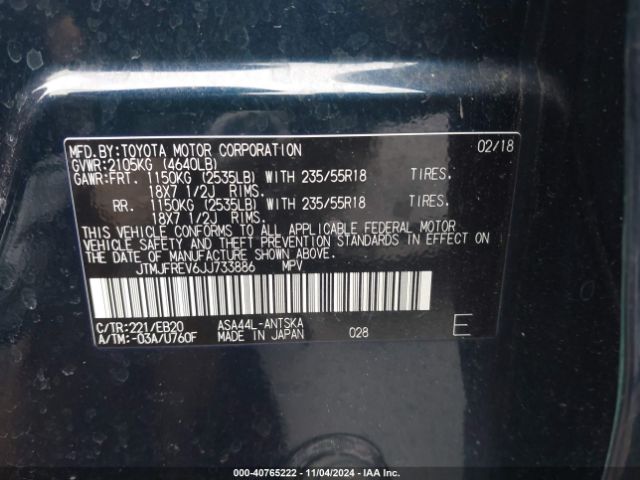 MFD.BY:TOYOTA MOTOR CORPORATION 02/18
GVWR:2105KG (4640LB)
GAWR:FRT. 1150KG (2535LB) WITH 235/55R18 TIRES.
18X7 1/2J RIMS.
RR. 1150KG (2535LB) WITH 235/55R18 TIRES.
18X7 1/2J RIMS.
THIS VEHICLE CONFORMS TO ALL APPLICABLE FEDERAL MOTOR
VEHICLE SAFETY AND THEFT PREVENTION STANDARDS IN EFFECT ON
THE DATE OF MANUFACTURE SHOWN ABOVE.
JTMJFREV6JJ733886 MPV
C/TR:221/EB20 ASA44L-ANTSKA
A/TM:-03A/U760F MADE IN JAPAN 028 E
000-40765222 - 11/04/2024 - IAA Inc.